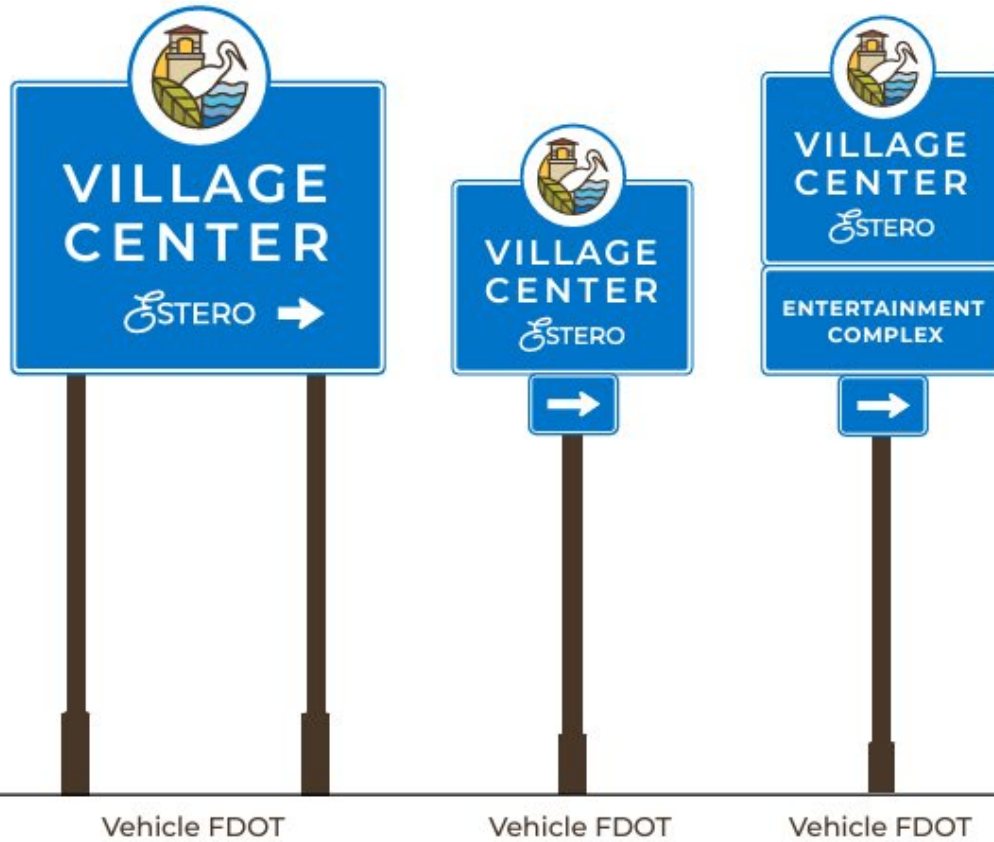 VILLAGE
CENTER
ESTERO
VILLAGE
CENTER
ESTERO
VILLAGE
CENTER
ESTERO
ENTERTAINMENT
COMPLEX
Vehicle FDOT
Vehicle FDOT
Vehicle FDOT